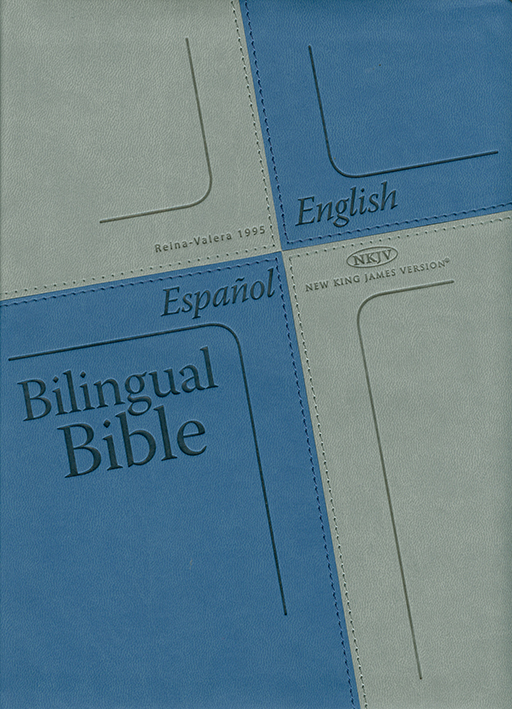 English
Reina-Valera 1995
NKJV
NEW KING JAMES VERSION®
Español
Bilingual
Bible